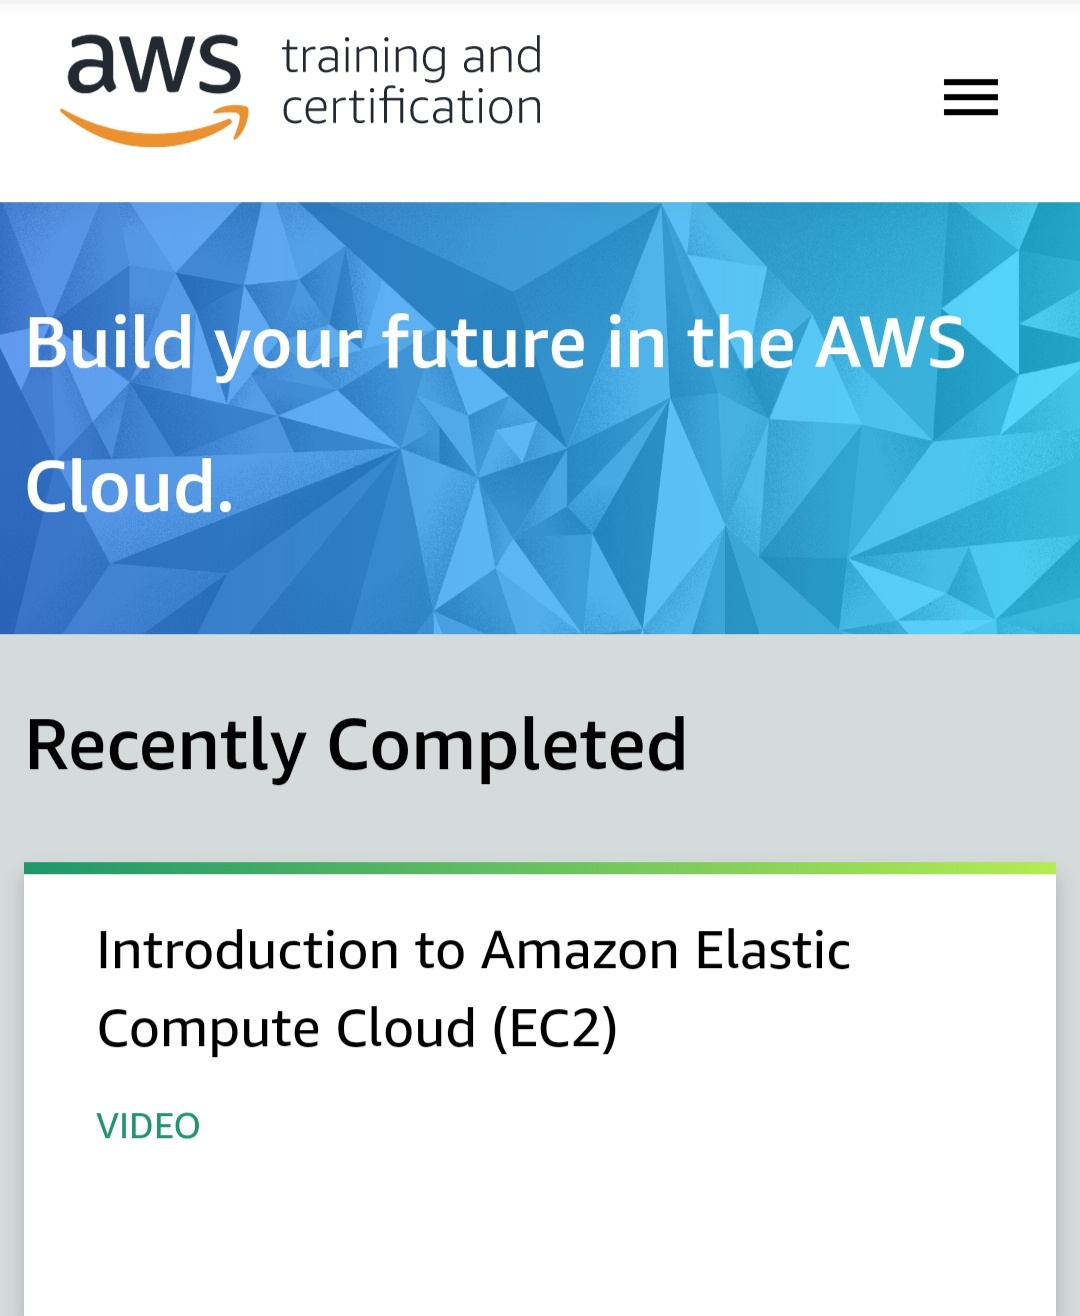 aws
training and
certification
Build your future in the AWS
Cloud.
Recently Completed
Introduction to Amazon Elastic
Compute Cloud (EC2)
VIDEO